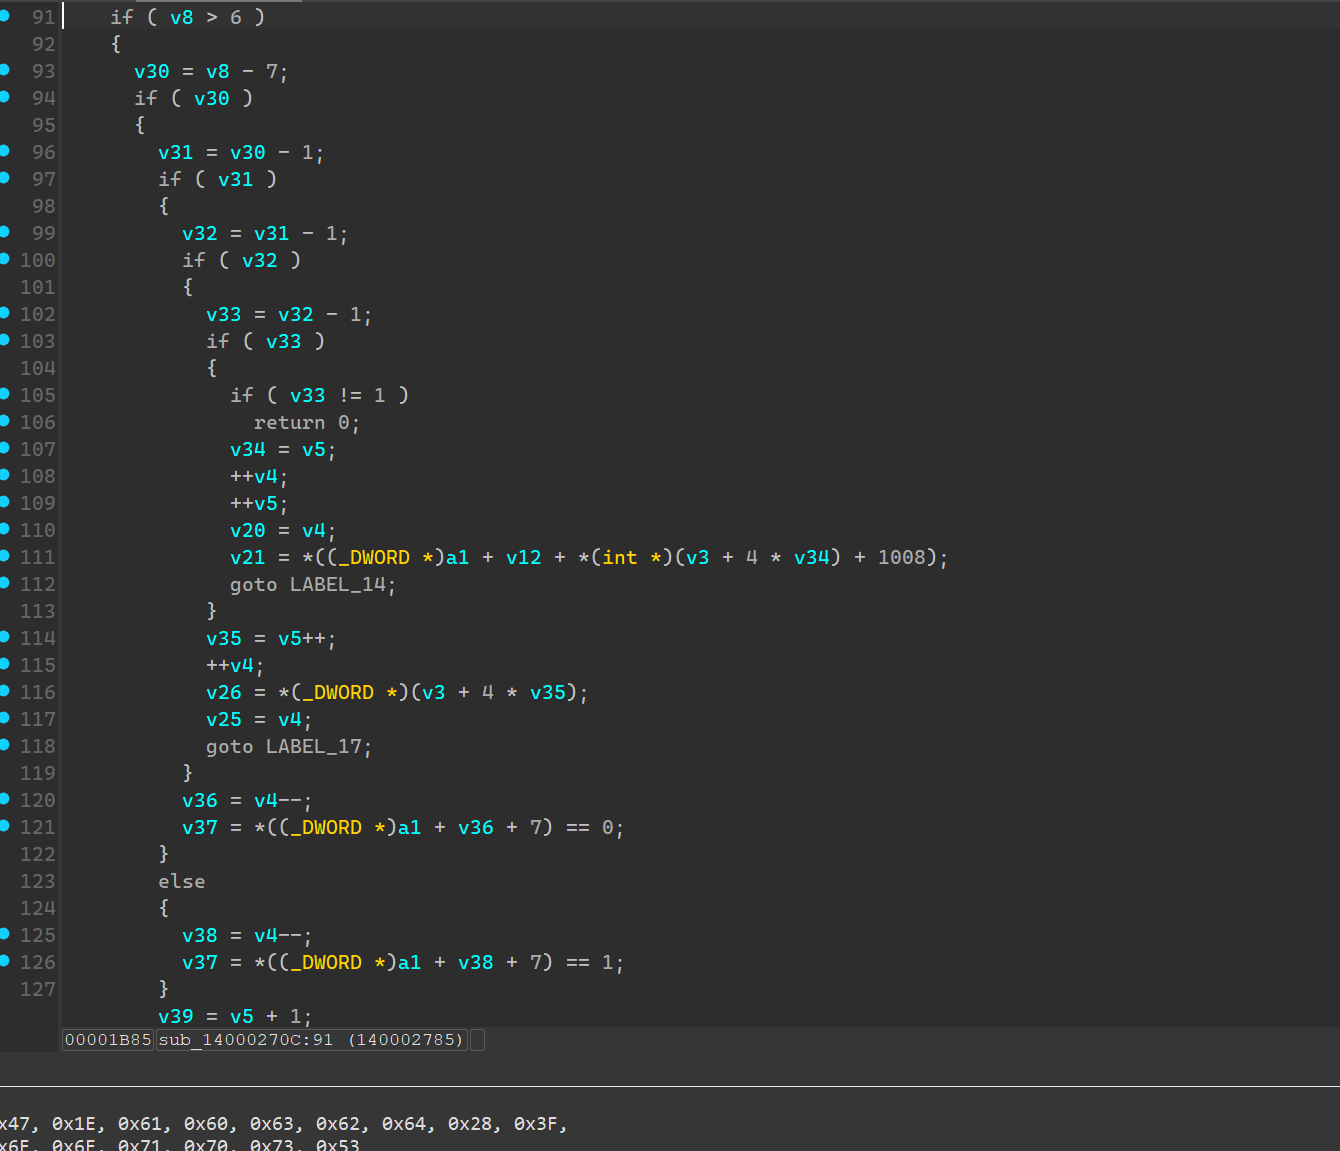 91 if ( v8 > 6 )
92 {
93 v30 = v8 - 7;
94 if ( v30 )
95 {
96 v31 = v30 - 1;
97 if ( v31 )
98 {
99 v32 = v31 - 1;
100 if ( v32 )
101 {
102 v33 = v32 - 1;
103 if ( v33 )
104 {
105 if ( v33 != 1 )
106 return 0;
107 v34 = v5;
108 ++v4;
109 ++v5;
110 v20 = v4;
111 v21 = *((_DWORD *)a1 + v12 + *(int *)(v3 + 4 * v34) + 1008);
112 goto LABEL_14;
113 }
114 v35 = v5++;
115 ++v4;
116 v26 = *(_DWORD *)(v3 + 4 * v35);
117 v25 = v4;
118 goto LABEL_17;
119 }
120 v36 = v4--;
121 v37 = *((_DWORD *)a1 + v36 + 7) == 0;
122 }
123 else
124 {
125 v38 = v4--;
126 v37 = *((_DWORD *)a1 + v38 + 7) == 1;
127 }
v39 = v5 + 1;
00001B85 sub_14000270C:91 (140002785)
x47, 0x1E, 0x61, 0x60, 0x63, 0x62, 0x64, 0x28, 0x3F,
0x71, 0x70, 0x73, 0x53